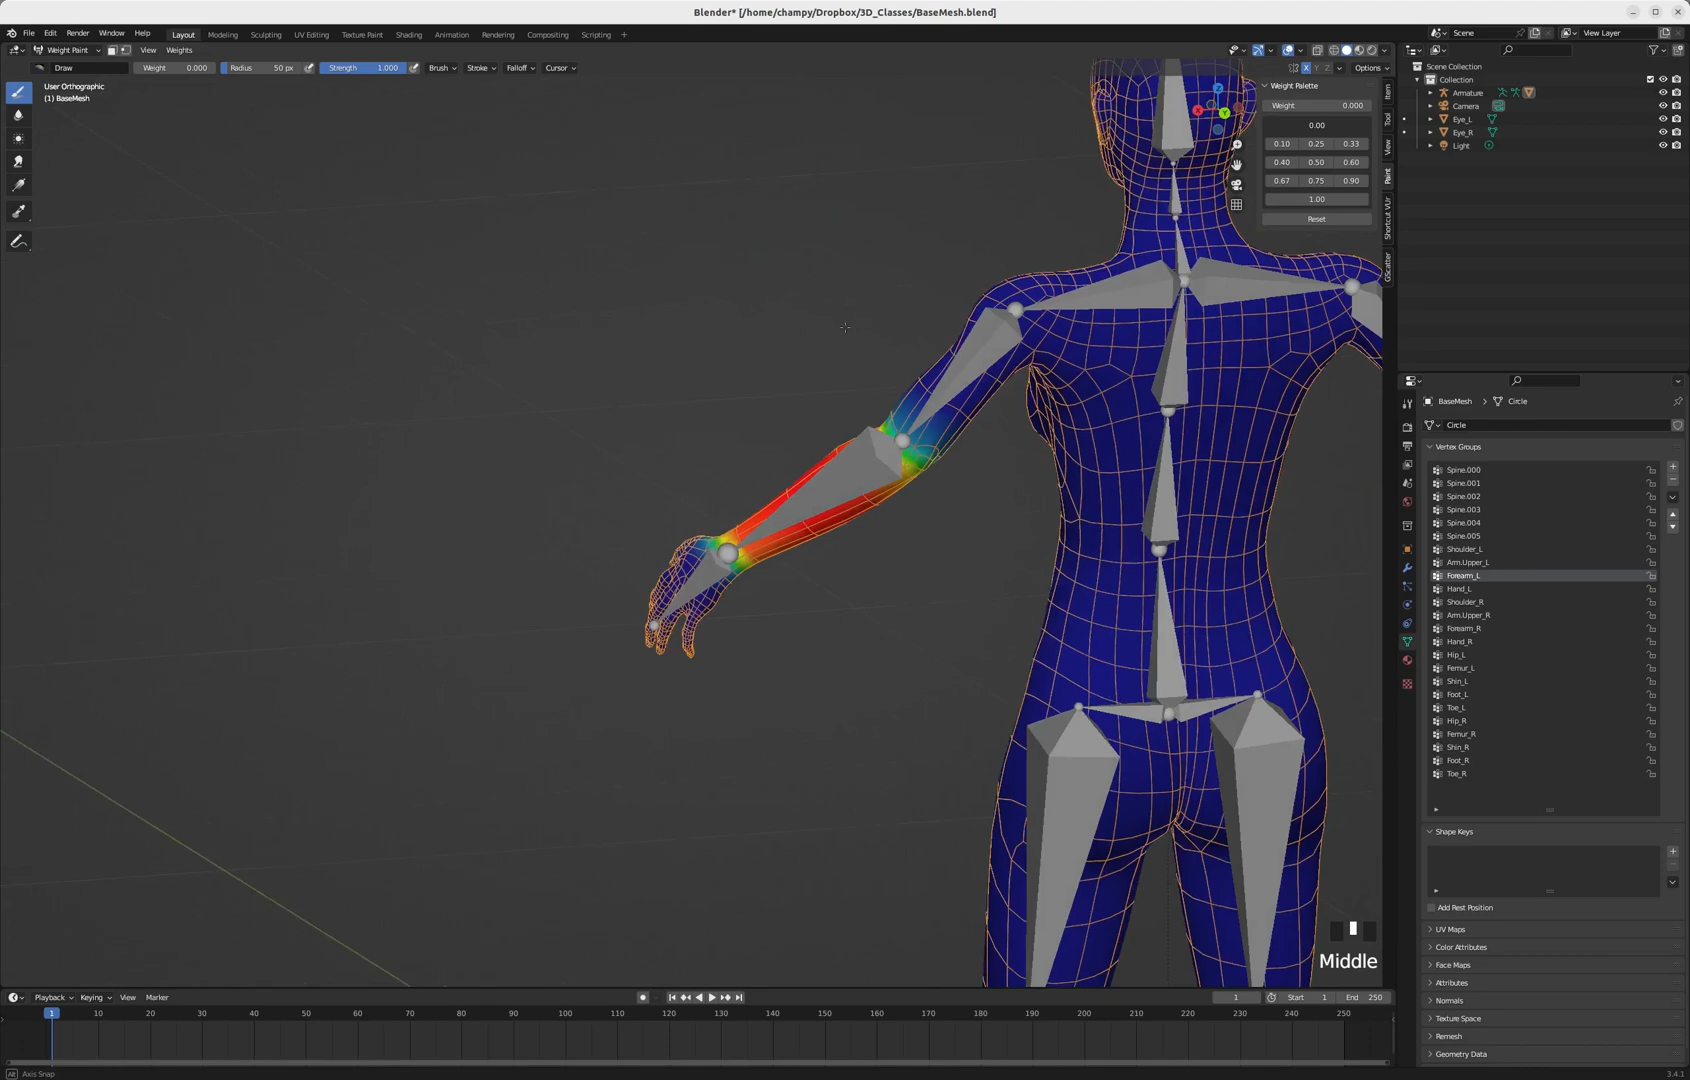 Blender* [/home/champy/Dropbox/3D_Classes/BaseMesh.blend]
File Edit Render Window Help Layout Modeling Sculpting UV Editing Texture Paint Shading Animation Rendering Compositing Scripting + Scene View Layer
Weight Paint View Weights
Draw Weight 0.000 Radius 50 px Strength 1.000 Brush Stroke Falloff Cursor X Y Z Options
User Orthographic
(1) BaseMesh
Weight Palette
Weight 0.000
0.00
0.10 0.25 0.33
0.40 0.50 0.60
0.67 0.75 0.90
1.00
Reset
Item
Tool
View
Paint
Shortcut VUr
GScatter
Z
X
Y
Scene Collection
Collection
Armature
Camera
Eye_L
Eye_R
Light
BaseMesh > Circle
Circle
Vertex Groups
Spine.000
Spine.001
Spine.002
Spine.003
Spine.004
Spine.005
Shoulder_L
Arm.Upper_L
Forearm_L
Hand_L
Shoulder_R
Arm.Upper_R
Forearm_R
Hand_R
Hip_L
Femur_L
Shin_L
Foot_L
Toe_L
Hip_R
Femur_R
Shin_R
Foot_R
Toe_R
Shape Keys
Add Rest Position
UV Maps
Color Attributes
Face Maps
Attributes
Normals
Texture Space
Remesh
Geometry Data
Middle
Playback Keying View Marker 1 Start 1 End 250
1 10 20 30 40 50 60 70 80 90 100 110 120 130 140 150 160 170 180 190 200 210 220 230 240 250
Alt Axis Snap
3.4.1